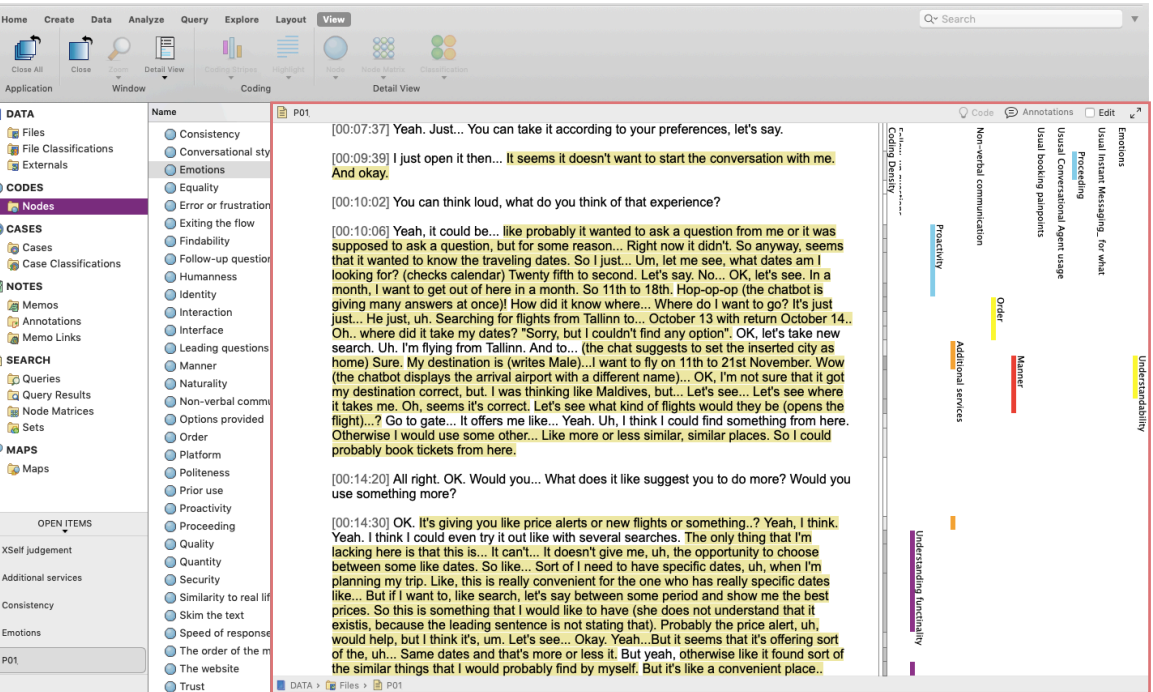 Home Create Data Analyze Query Explore Layout View
Search
Close All Close Zoom Detail View Coding Stripes Highlight Node Node Matrix Classification
Application Window Coding Detail View
DATA
Files
File Classifications
Externals
CODES
Nodes
CASES
Cases
Case Classifications
NOTES
Memos
Annotations
Memo Links
SEARCH
Queries
Query Results
Node Matrices
Sets
MAPS
Maps
OPEN ITEMS
XSelf judgement
Additional services
Consistency
Emotions
P01
Name
Consistency
Conversational sty
Emotions
Equality
Error or frustration
Exiting the flow
Findability
Follow-up question
Humanness
Identity
Interaction
Interface
Leading questions
Manner
Naturality
Non-verbal commu
Options provided
Order
Platform
Politeness
Prior use
Proactivity
Proceeding
Quality
Quantity
Security
Similarity to real lif
Skim the text
Speed of response
The order of the m
The website
Trust
P01
Code Annotations Edit
[00:07:37] Yeah. Just... You can take it according to your preferences, let's say.
[00:09:39] I just open it then... It seems it doesn't want to start the conversation with me.
And okay.
[00:10:02] You can think loud, what do you think of that experience?
[00:10:06] Yeah, it could be... like probably it wanted to ask a question from me or it was
supposed to ask a question, but for some reason... Right now it didn't. So anyway, seems
that it wanted to know the traveling dates. So I just... Um, let me see, what dates am I
looking for? (checks calendar) Twenty fifth to second. Let's say. No... OK, let's see. In a
month, I want to get out of here in a month. So 11th to 18th. Hop-op-op (the chatbot is
giving many answers at once)! How did it know where... Where do I want to go? It's just
just... He just, uh. Searching for flights from Tallinn to... October 13 with return October 14..
Oh.. where did it take my dates? "Sorry, but I couldn't find any option". OK, let's take new
search. Uh. I'm flying from Tallinn. And to... (the chat suggests to set the inserted city as
home) Sure. My destination is (writes Male)...I want to fly on 11th to 21st November. Wow
(the chatbot displays the arrival airport with a different name)... OK, I'm not sure that it got
my destination correct, but. I was thinking like Maldives, but... Let's see... Let's see where
it takes me. Oh, seems it's correct. Let's see what kind of flights would they be (opens the
flight)...? Go to gate... It offers me like... Yeah. Uh, I think I could find something from here.
Otherwise I would use some other... Like more or less similar, similar places. So I could
probably book tickets from here.
[00:14:20] All right. OK. Would you... What does it like suggest you to do more? Would you
use something more?
[00:14:30] OK. It's giving you like price alerts or new flights or something..? Yeah, I think.
Yeah. I think I could even try it out like with several searches. The only thing that I'm
lacking here is that this is... It can't... It doesn't give me, uh, the opportunity to choose
between some like dates. So like... Sort of I need to have specific dates, uh, when I'm
planning my trip. Like, this is really convenient for the one who has really specific dates
like... But if I want to, like search, let's say between some period and show me the best
prices. So this is something that I would like to have (she does not understand that it
existis, because the leading sentence is not stating that). Probably the price alert, uh,
would help, but I think it's, um. Let's see... Okay. Yeah...But it seems that it's offering sort
of the, uh... Same dates and that's more or less it. But yeah, otherwise like it found sort of
the similar things that I would probably find by myself. But it's like a convenient place..
Coding Density
Proactivity
Understanding functinality
Additional services
Non-verbal communication
Order
Manner
Usual booking painpoints
Ususal Conversational Agent usage
Proceeding
Usual Instant Messaging_ for what
Emotions
Understandability
DATA > Files > P01